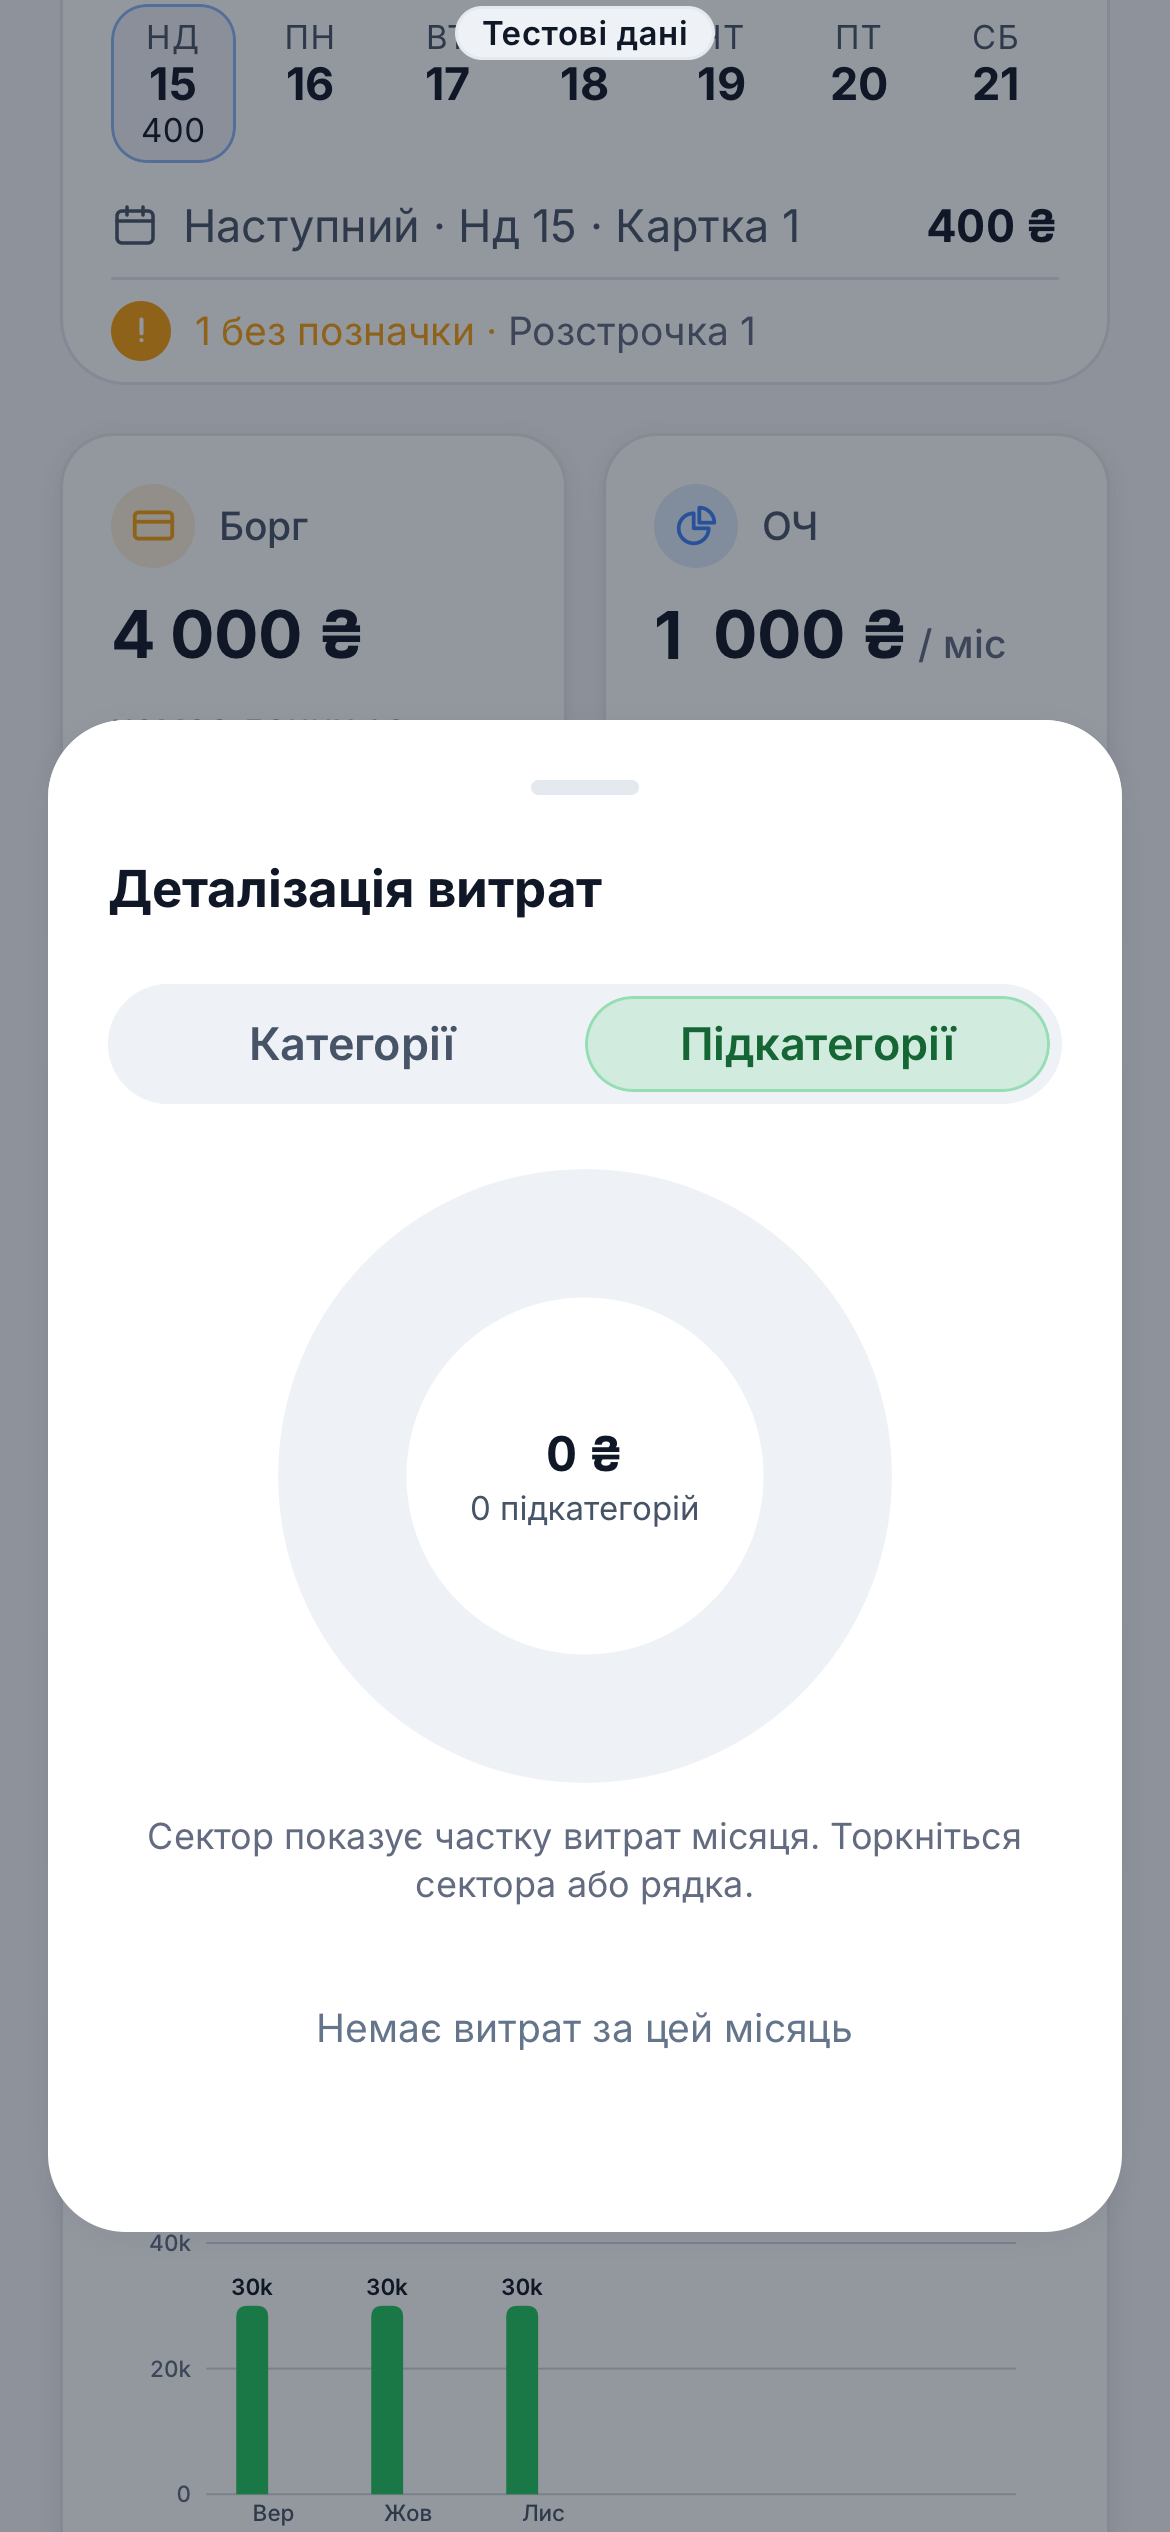 Тестові дані
НД ПН ПТ СБ
15 16 17 18 19 20 21
400
Наступний · Нд 15 · Картка 1 400 ₴
! 1 без позначки · Розстрочка 1
Борг
4 000 ₴
ОЧ
1 000 ₴ / міс
Деталізація витрат
Категорії Підкатегорії
0 ₴
0 підкатегорій
Сектор показує частку витрат місяця. Торкніться
сектора або рядка.
Немає витрат за цей місяць
40k
30k 30k 30k
20k
0
Вер Жов Лис